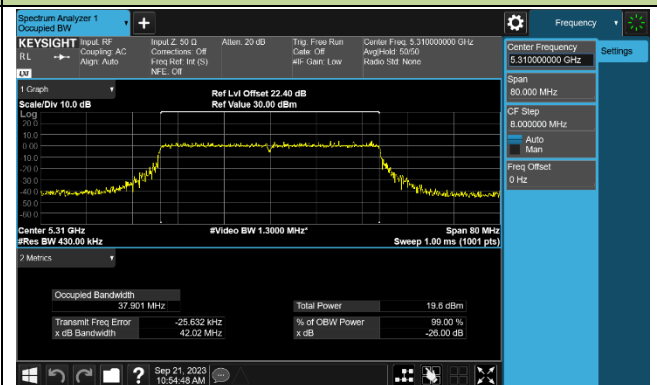 Spectrum Analyzer 1
Occupied BW
+
Frequency
KEYSIGHT
RL
Input: RF
Coupling: AC
Align: Auto
Input Z: 50 Ω
Corrections: Off
Freq Ref: Int (S)
NFE: Off
Atten: 20 dB
Trig: Free Run
Gate: Off
#IF Gain: Low
Center Freq: 5.310000000 GHz
Avg|Hold: 50/50
Radio Std: None
Center Frequency
5.310000000 GHz
Settings
Span
80.000 MHz
CF Step
8.000000 MHz
Auto
Man
Freq Offset
0 Hz
1 Graph
Scale/Div 10.0 dB
Ref Lvl Offset 22.40 dB
Ref Value 30.00 dBm
Log
20.0
10.0
0.00
-10.0
-20.0
-30.0
-40.0
-50.0
-60.0
Center 5.31 GHz
#Video BW 1.3000 MHz*
Span 80 MHz
#Res BW 430.00 kHz
Sweep 1.00 ms (1001 pts)
2 Metrics
Occupied Bandwidth
37.901 MHz
Total Power
19.6 dBm
Transmit Freq Error
-25.632 kHz
% of OBW Power
99.00 %
x dB Bandwidth
42.02 MHz
x dB
-26.00 dB
?
Sep 21, 2023
10:54:48 AM